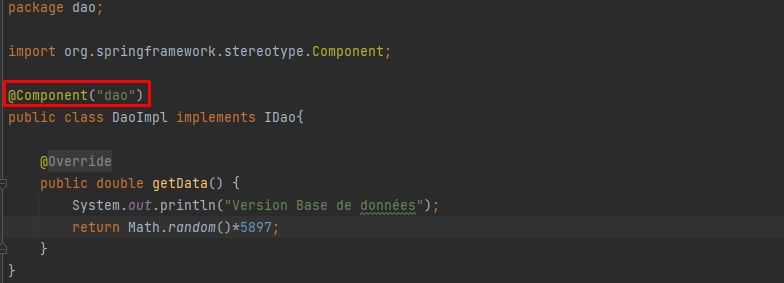 package dao;
import org.springframework.stereotype.Component;
@Component("dao")
public class DaoImpl implements IDao{
@Override
public double getData() {
System.out.println("Version Base de données");
return Math.random()*5897;
}
}